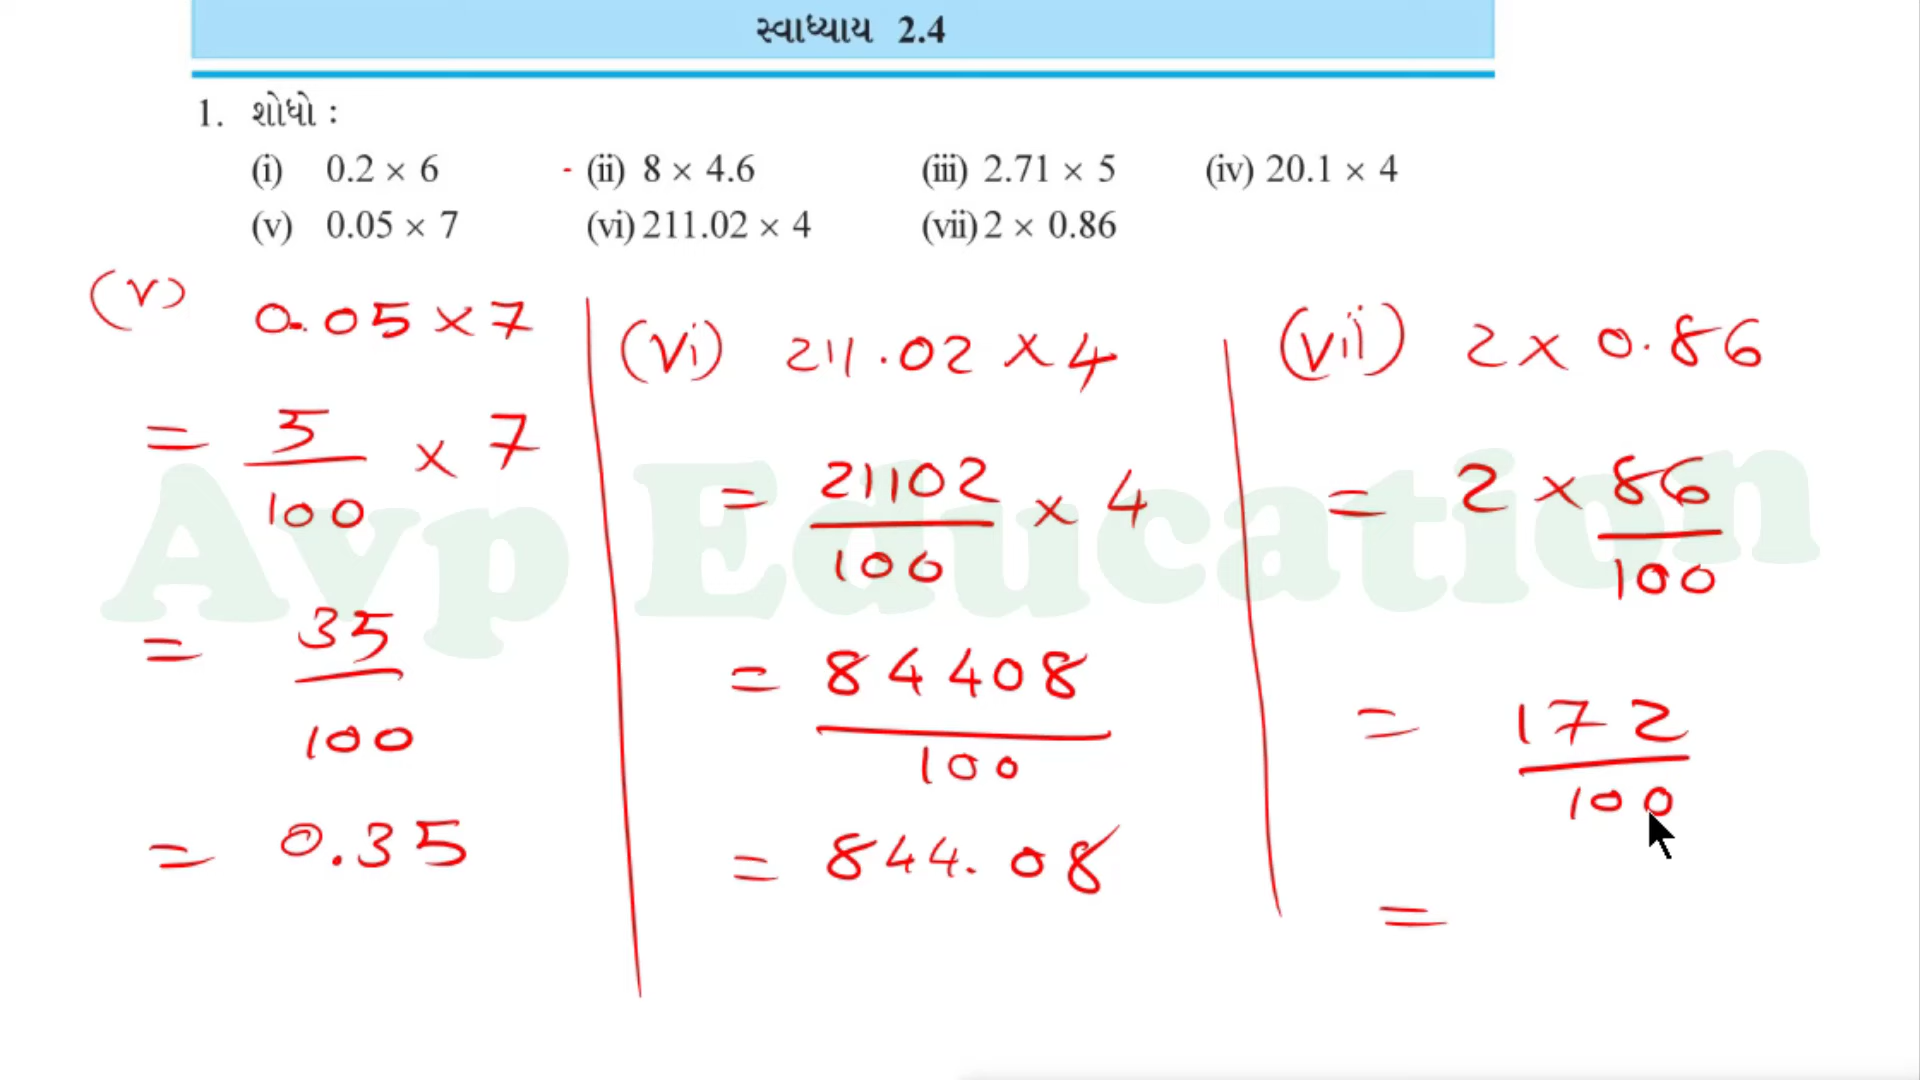 સ્વાધ્યાય 2.4
1. શોધો :
(i) 0.2 × 6 - (ii) 8 × 4.6 (iii) 2.71 × 5 (iv) 20.1 × 4
(v) 0.05 × 7 (vi) 211.02 × 4 (vii) 2 × 0.86
(v) 0.05 × 7
= 5/100 × 7
= 35/100
= 0.35
(vi) 211.02 × 4
= 21102/100 × 4
= 84408/100
= 844.08
(vii) 2 × 0.86
= 2 × 86/100
= 172/100
=
Avp Education